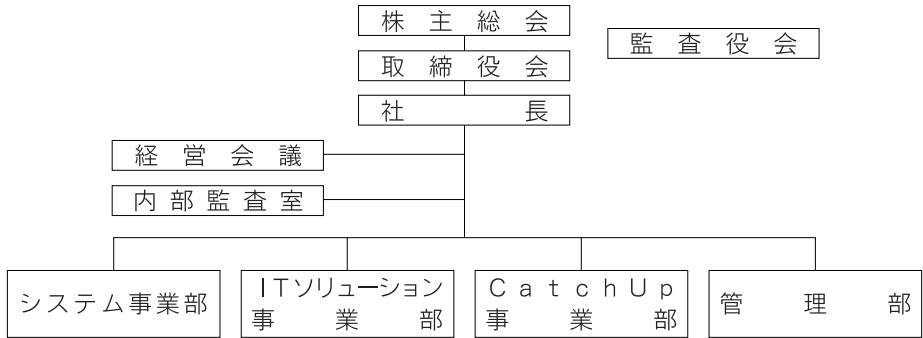 株主総会
監査役会
取締役会
社長
経営会議
内部監査室
システム事業部
ITソリューション
事業部
CatchUp
事業部
管理部